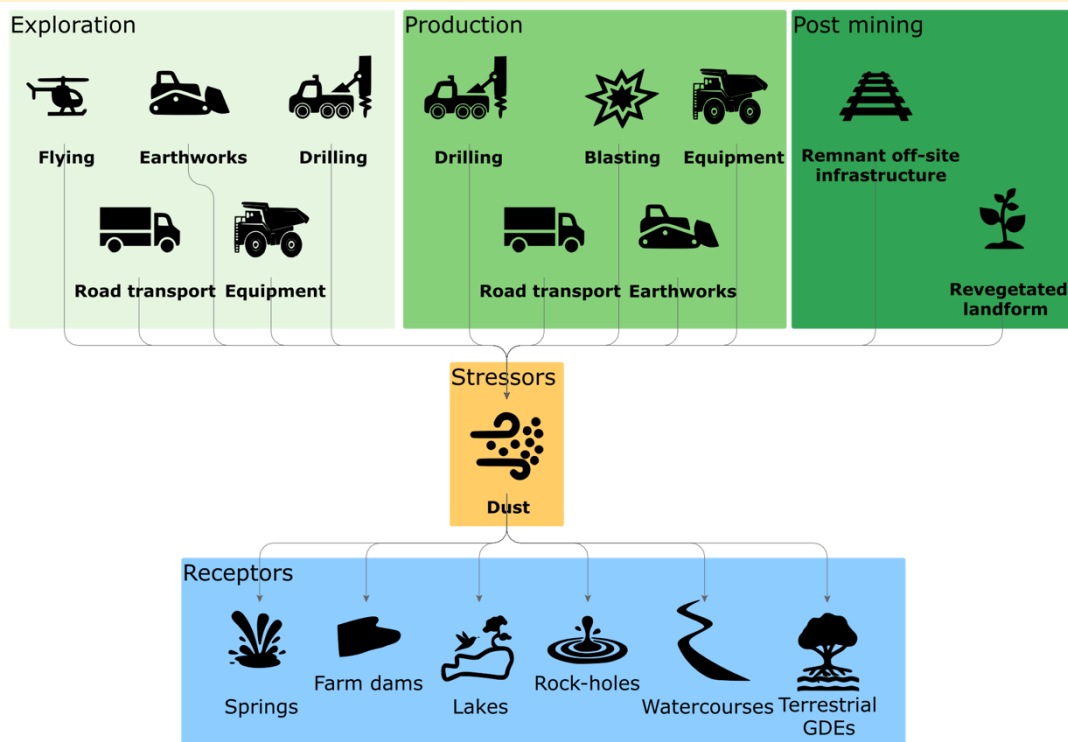 Exploration
Flying
Earthworks
Drilling
Road transport
Equipment
Production
Drilling
Blasting
Equipment
Road transport
Earthworks
Post mining
Remnant off-site
infrastructure
Revegetated
landform
Stressors
Dust
Receptors
Springs
Farm dams
Lakes
Rock-holes
Watercourses
Terrestrial
GDEs